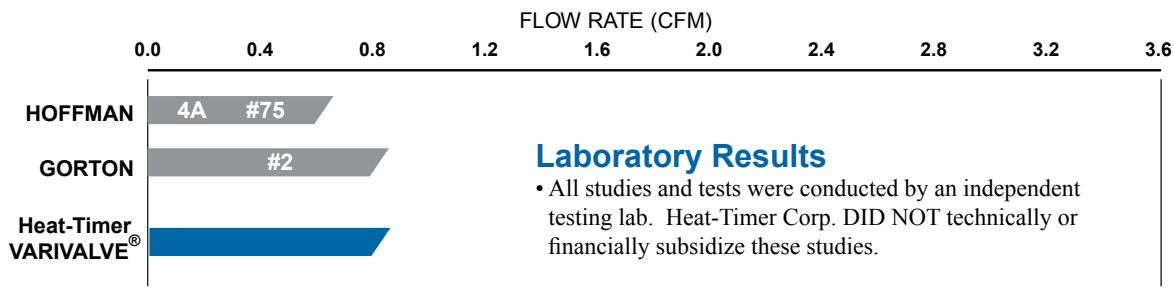 FLOW RATE (CFM)
0.0 0.4 0.8 1.2 1.6 2.0 2.4 2.8 3.2 3.6
HOFFMAN 4A #75
GORTON #2
Laboratory Results
• All studies and tests were conducted by an independent
testing lab. Heat-Timer Corp. DID NOT technically or
financially subsidize these studies.
Heat-Timer
VARIVALVE®